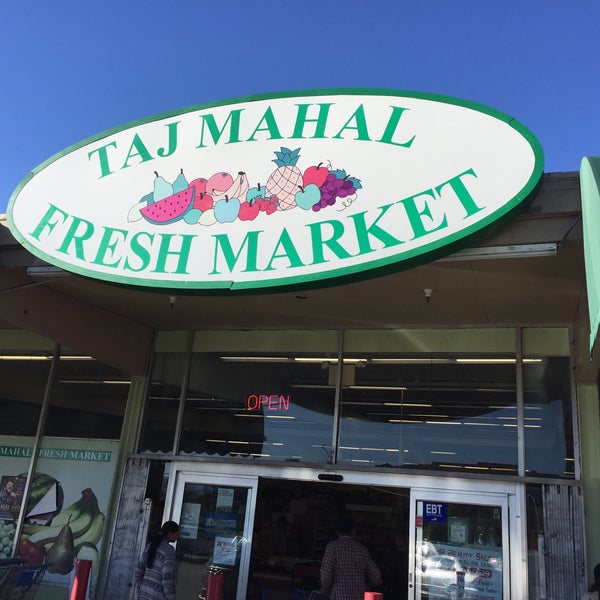 TAJ MAHAL
FRESH MARKET
OPEN
MAHAL FRESH MARKET
EBT